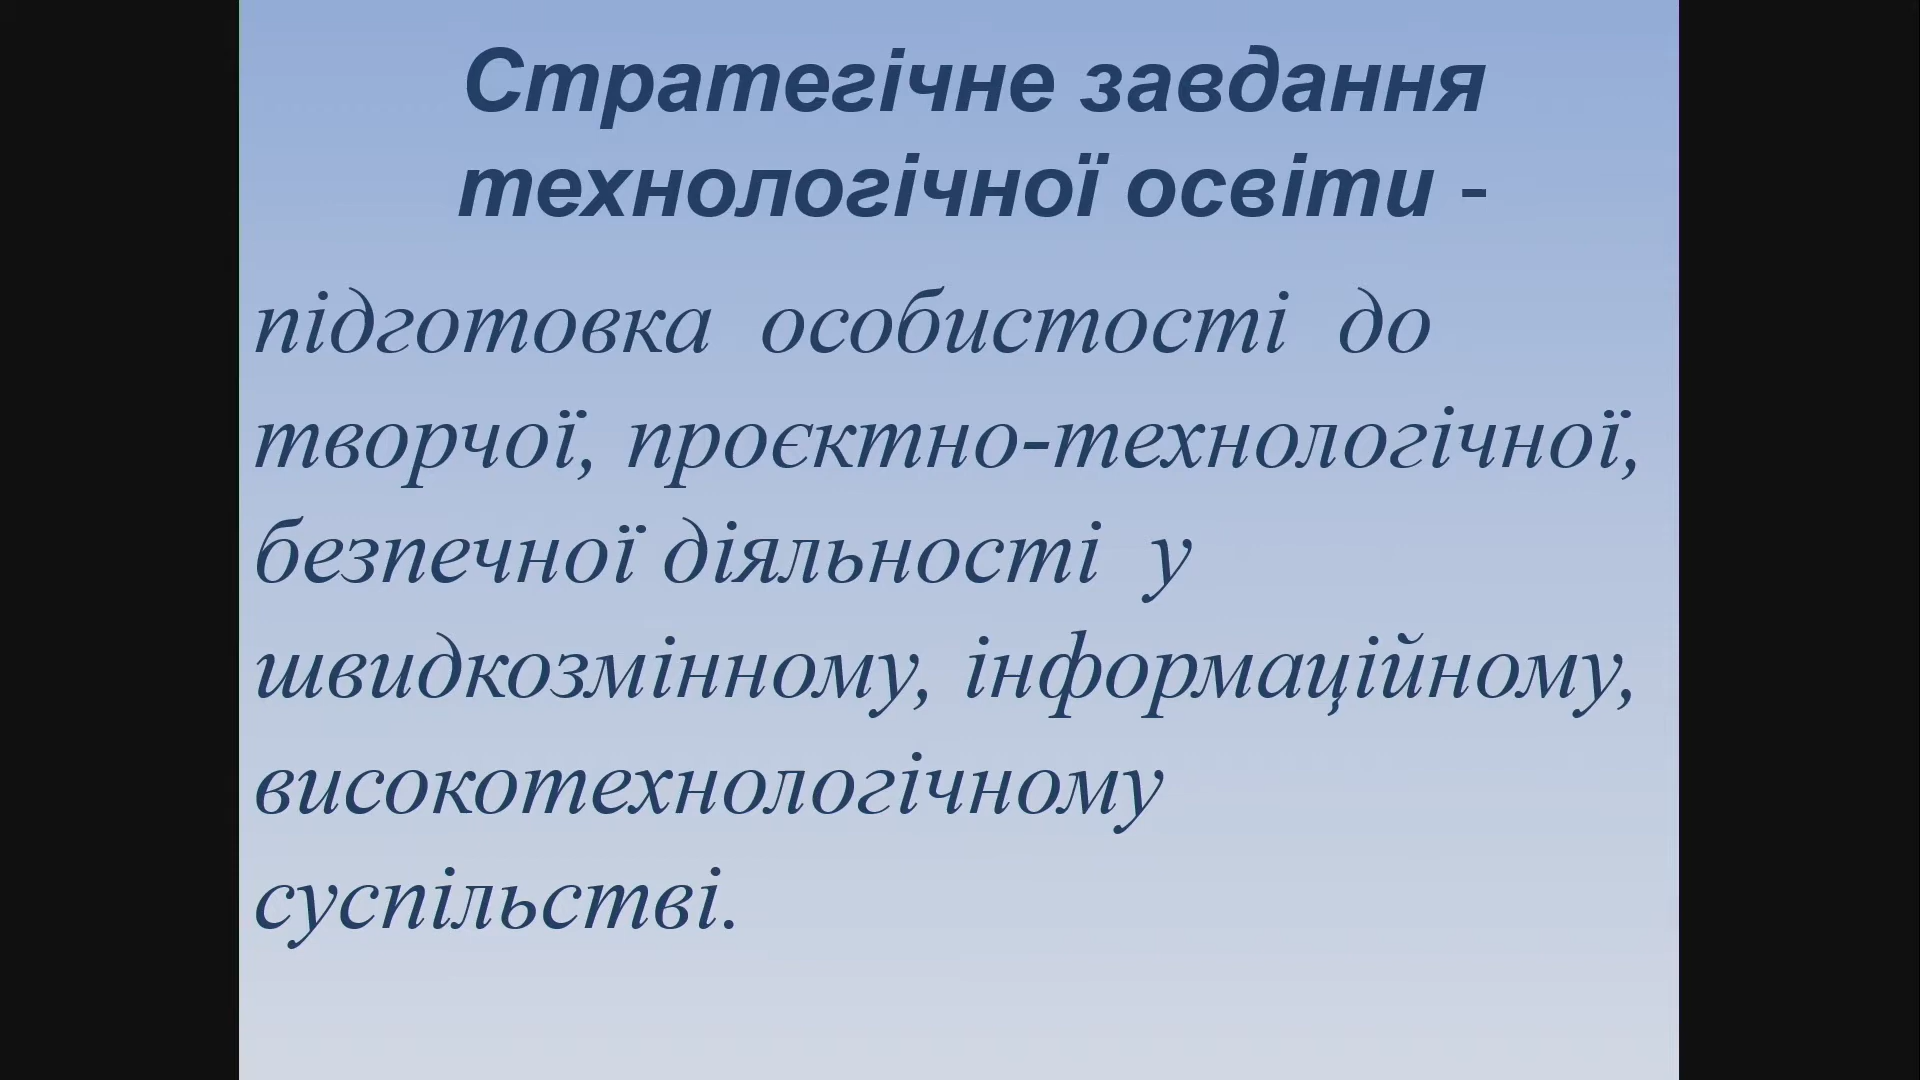 Стратегічне завдання
технологічної освіти -
підготовка особистості до
творчої, проєктно-технологічної,
безпечної діяльності у
швидкозмінному, інформаційному,
високотехнологічному
суспільстві.